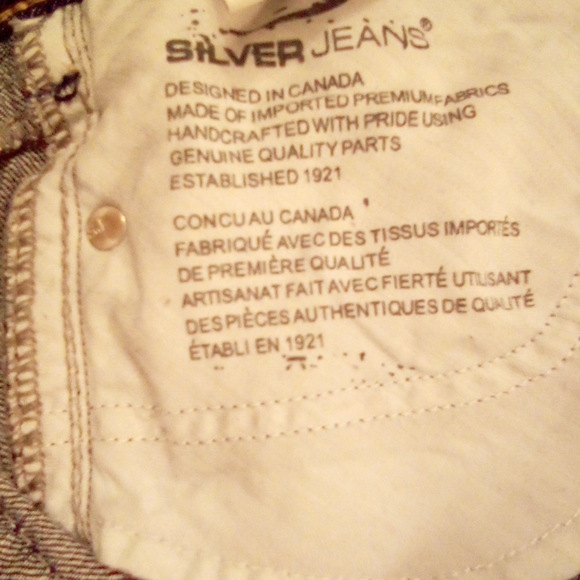 SILVER JEANS®
DESIGNED IN CANADA
MADE OF IMPORTED PREMIUM FABRICS
HANDCRAFTED WITH PRIDE USING
GENUINE QUALITY PARTS
ESTABLISHED 1921
CONCU AU CANADA
FABRIQUÉ AVEC DES TISSUS IMPORTÉS
DE PREMIÈRE QUALITÉ
ARTISANAT FAIT AVEC FIERTÉ UTILISANT
DES PIÈCES AUTHENTIQUES DE QUALITÉ
ÉTABLI EN 1921